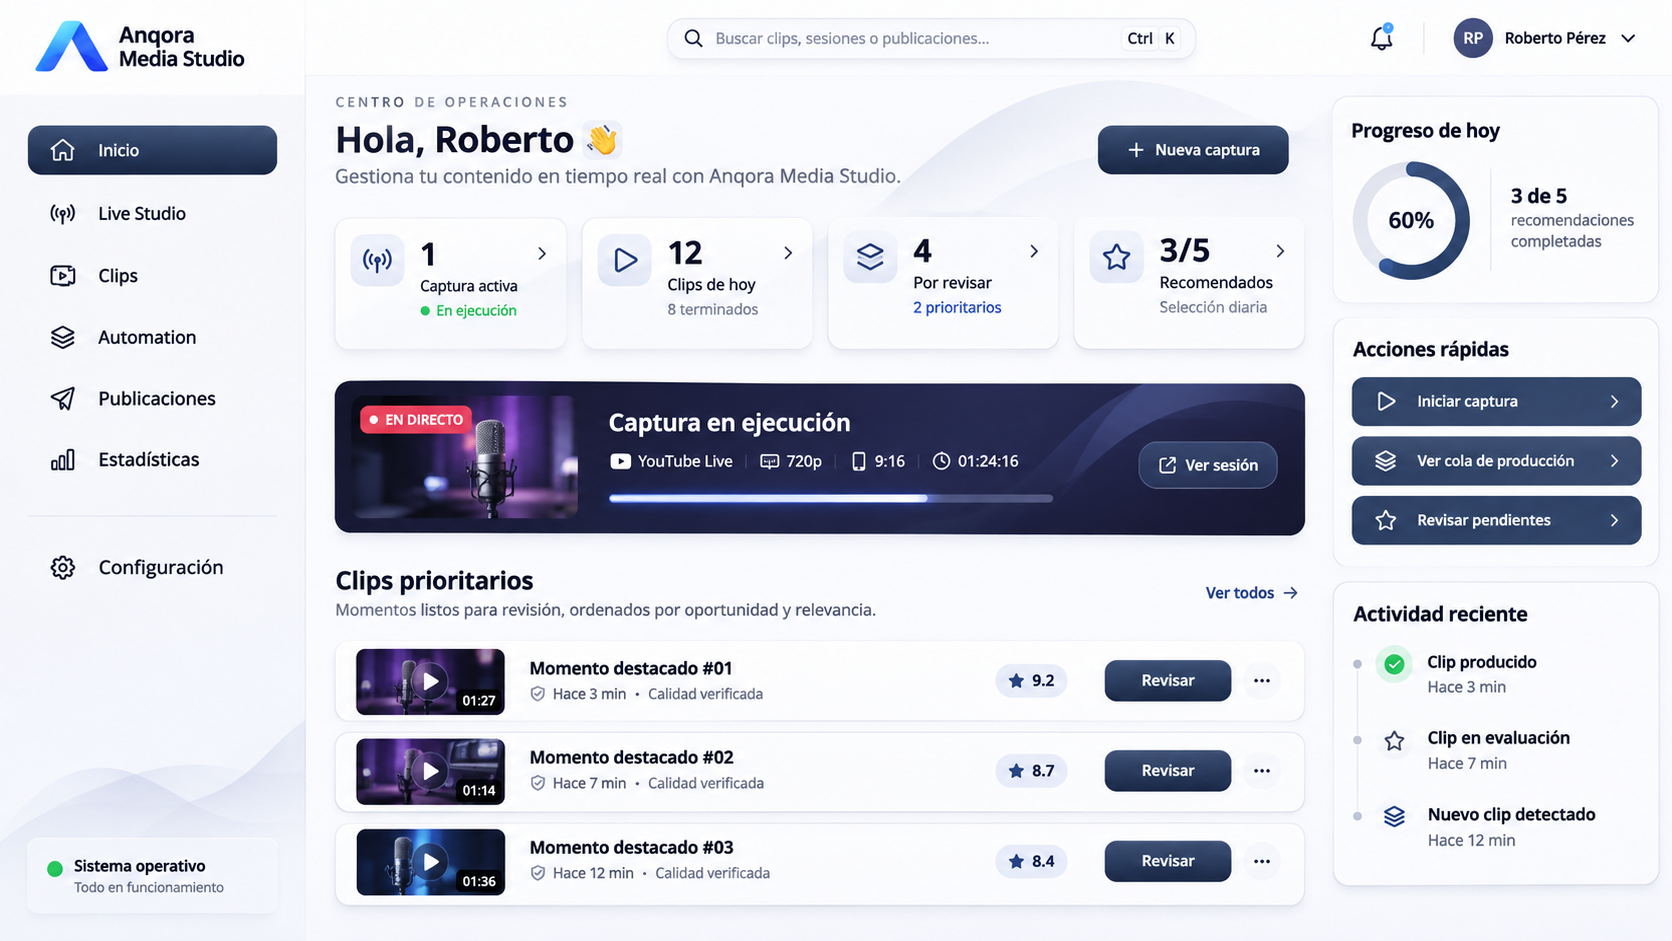 Anqora
Media Studio
Buscar clips, sesiones o publicaciones...
Ctrl K
RP
Roberto Pérez
Inicio
Live Studio
Clips
Automation
Publicaciones
Estadísticas
Configuración
Sistema operativo
Todo en funcionamiento
CENTRO DE OPERACIONES
Hola, Roberto 👋
Gestiona tu contenido en tiempo real con Anqora Media Studio.
+ Nueva captura
1
Captura activa
En ejecución
12
Clips de hoy
8 terminados
4
Por revisar
2 prioritarios
3/5
Recomendados
Selección diaria
EN DIRECTO
Captura en ejecución
YouTube Live
720p
9:16
01:24:16
Ver sesión
Clips prioritarios
Momentos listos para revisión, ordenados por oportunidad y relevancia.
Ver todos →
01:27
Momento destacado #01
Hace 3 min • Calidad verificada
9.2
Revisar
01:14
Momento destacado #02
Hace 7 min • Calidad verificada
8.7
Revisar
01:36
Momento destacado #03
Hace 12 min • Calidad verificada
8.4
Revisar
Progreso de hoy
60%
3 de 5
recomendaciones
completadas
Acciones rápidas
Iniciar captura
Ver cola de producción
Revisar pendientes
Actividad reciente
Clip producido
Hace 3 min
Clip en evaluación
Hace 7 min
Nuevo clip detectado
Hace 12 min